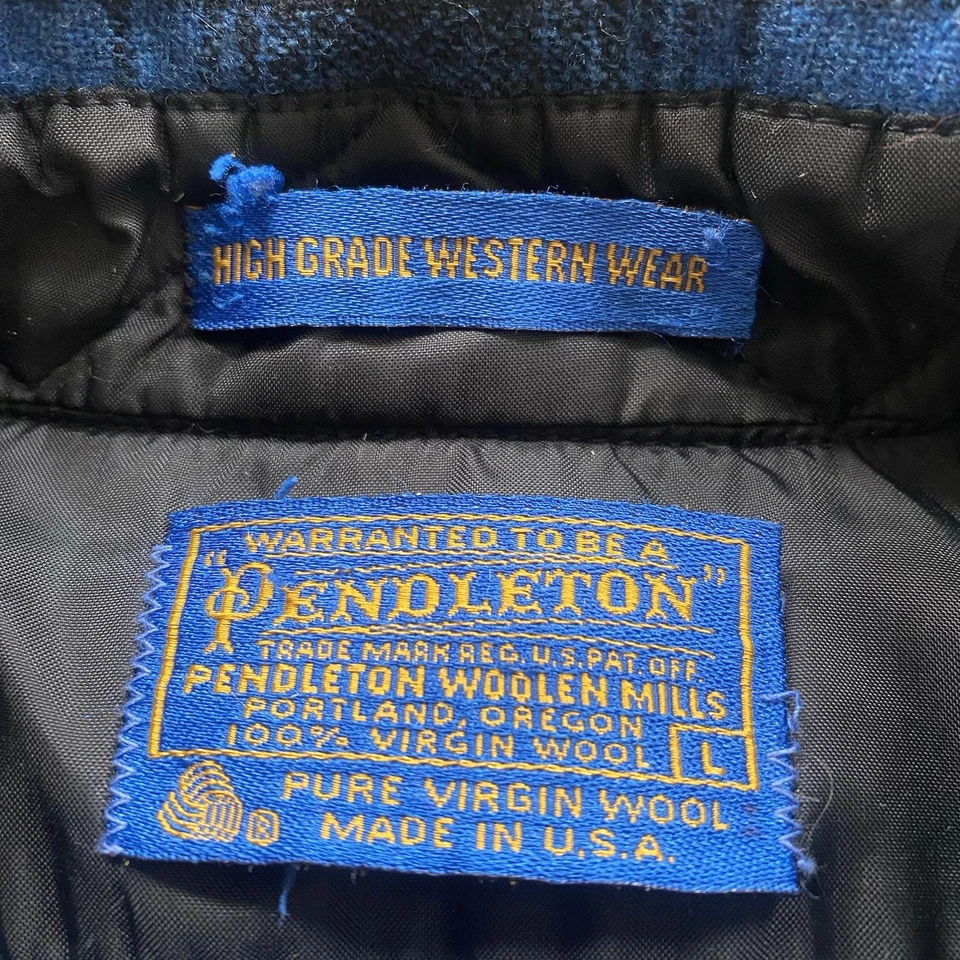 HIGH GRADE WESTERN WEAR
WARRANTED TO BE A
"PENDLETON"
TRADE MARK REG. U.S. PAT. OFF.
PENDLETON WOOLEN MILLS
PORTLAND, OREGON
100% VIRGIN WOOL L
PURE VIRGIN WOOL
® MADE IN U.S.A.